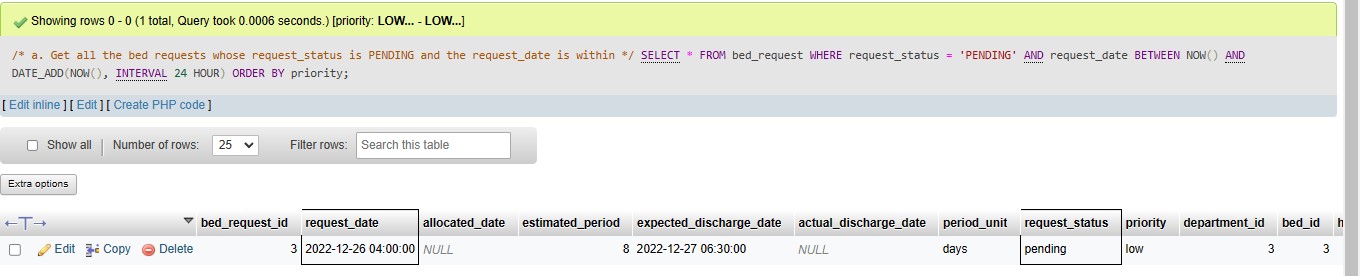 Showing rows 0 - 0 (1 total, Query took 0.0006 seconds.) [priority: LOW... - LOW...]
/* a. Get all the bed requests whose request_status is PENDING and the request_date is within */ SELECT * FROM bed_request WHERE request_status = 'PENDING' AND request_date BETWEEN NOW() AND
DATE_ADD(NOW(), INTERVAL 24 HOUR) ORDER BY priority;
[ Edit inline ] [ Edit ] [ Create PHP code ]
Show all Number of rows: 25 Filter rows: Search this table
Extra options
←T→ bed_request_id request_date allocated_date estimated_period expected_discharge_date actual_discharge_date period_unit request_status priority department_id bed_id h
Edit Copy Delete 3 2022-12-26 04:00:00 NULL 8 2022-12-27 06:30:00 NULL days pending low 3 3